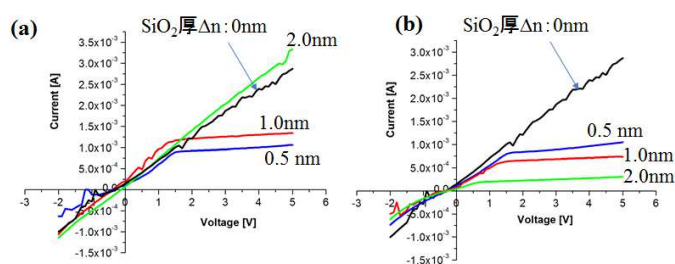 (a)
SiO₂厚Δn: 0nm
2.0nm
1.0nm
0.5 nm
Current [A]
3.5x10⁻³
3.0x10⁻³
2.5x10⁻³
2.0x10⁻³
1.5x10⁻³
1.0x10⁻³
5.0x10⁻⁴
0.0
-5.0x10⁻⁴
-1.0x10⁻³
-1.5x10⁻³
-3 -2 -1 0 1 2 3 4 5 6
Voltage [V]
(b)
SiO₂厚Δn: 0nm
0.5 nm
1.0nm
2.0nm
Current [A]
3.0x10⁻³
2.5x10⁻³
2.0x10⁻³
1.5x10⁻³
1.0x10⁻³
5.0x10⁻⁴
0.0
-5.0x10⁻⁴
-1.0x10⁻³
-1.5x10⁻³
-3 -2 -1 0 1 2 3 4 5 6
Voltage [V]